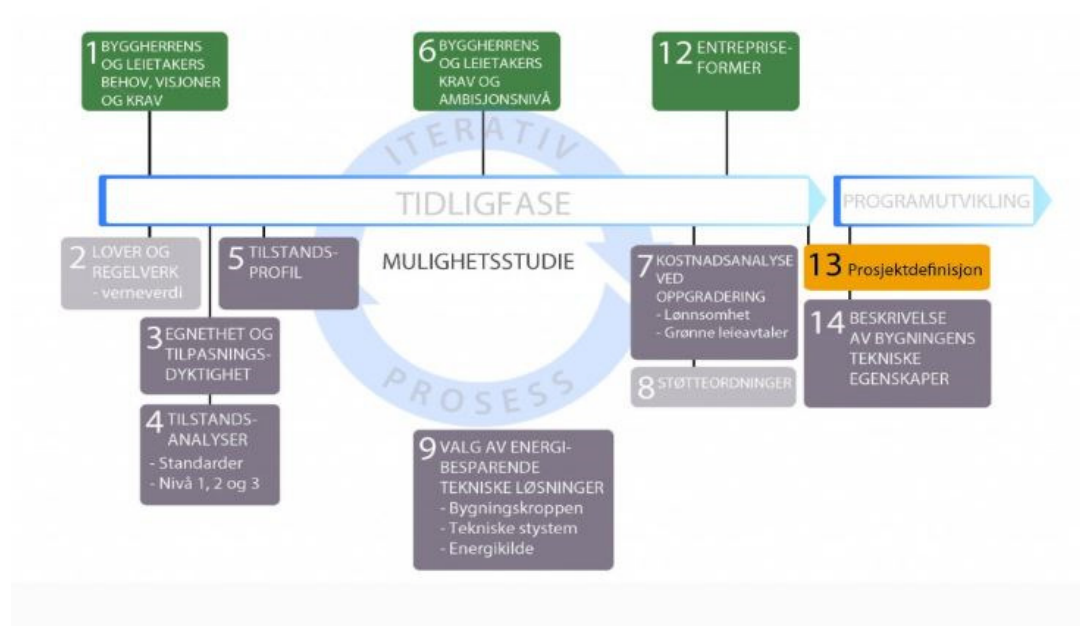 1 BYGGHERRENS
OG LEIETAKERS
BEHOV, VISJONER
OG KRAV
6 BYGGHERRENS
OG LEIETAKERS
KRAV OG
AMBISJONSNIVÅ
12 ENTREPRISE-
FORMER
ITERATIV
TIDLIGFASE
PROGRAMUTVIKLING
2 LOVER OG
REGELVERK
- verneverdi
5 TILSTANDS-
PROFIL
MULIGHETSSTUDIE
7 KOSTNADSANALYSE
VED
OPPGRADERING
- Lønnsomhet
- Grønne leieavtaler
13 Prosjektdefinisjon
3 EGNETHET OG
TILPASNINGS-
DYKTIGHET
14 BESKRIVELSE
AV BYGNINGENS
TEKNISKE
EGENSKAPER
PROSESS
8 STØTTEORDNINGER
4 TILSTANDS-
ANALYSER
- Standarder
- Nivå 1, 2 og 3
9 VALG AV ENERGI-
BESPARENDE
TEKNISKE LØSNINGER
- Bygningskroppen
- Tekniske stystem
- Energikilde